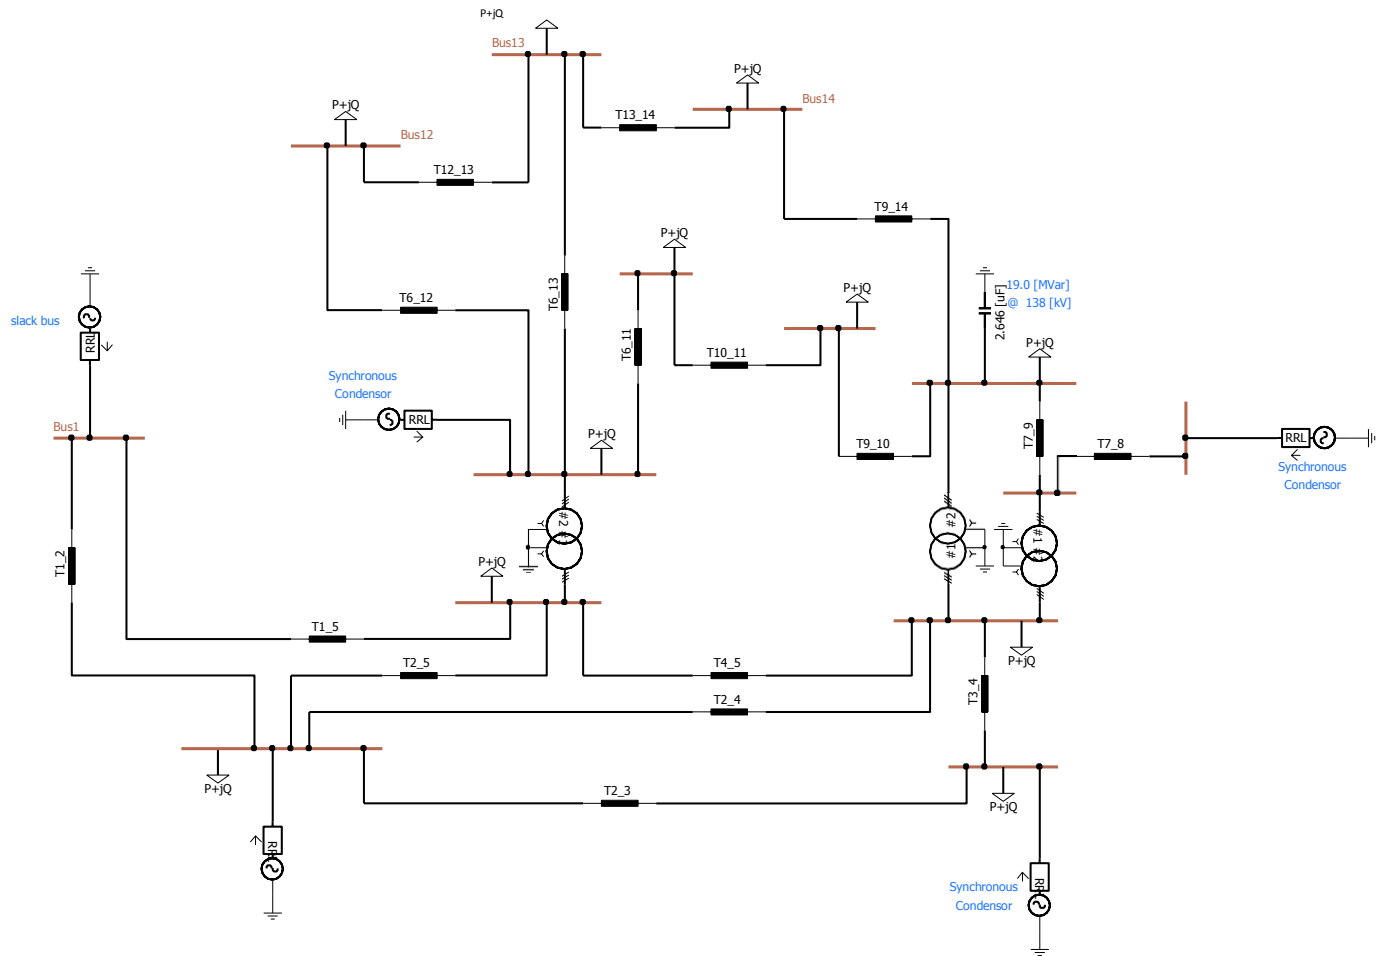 P+jQ
Bus13
P+jQ
Bus14
P+jQ
T13_14
Bus12
T12_13
T9_14
P+jQ
T6_13
T6_12
P+jQ
19.0 [MVar]
@ 138 [kV]
2.646 [uF]
slack bus
RRL
T6_11
T10_11
P+jQ
Synchronous
Condensor
RRL
P+jQ
Bus1
T9_10
T7_9
T7_8
RRL
Synchronous
Condensor
#2
#2
#1
#1
T1_2
P+jQ
T1_5
T2_5
T4_5
P+jQ
T2_4
T3_4
P+jQ
T2_3
P+jQ
Synchronous
Condensor